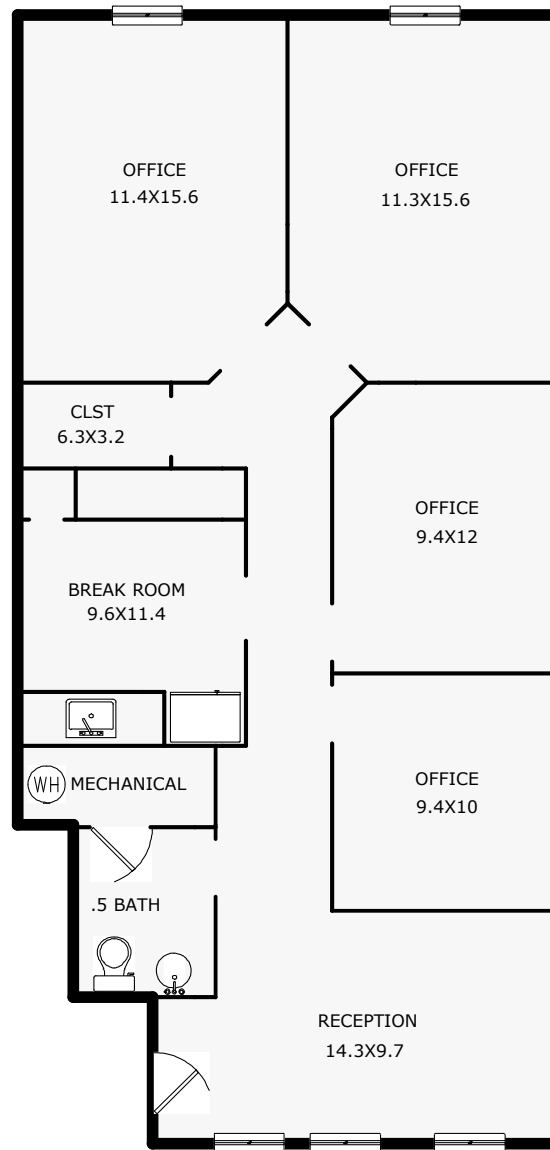 OFFICE
11.4X15.6
OFFICE
11.3X15.6
CLST
6.3X3.2
OFFICE
9.4X12
BREAK ROOM
9.6X11.4
WH
MECHANICAL
OFFICE
9.4X10
.5 BATH
RECEPTION
14.3X9.7